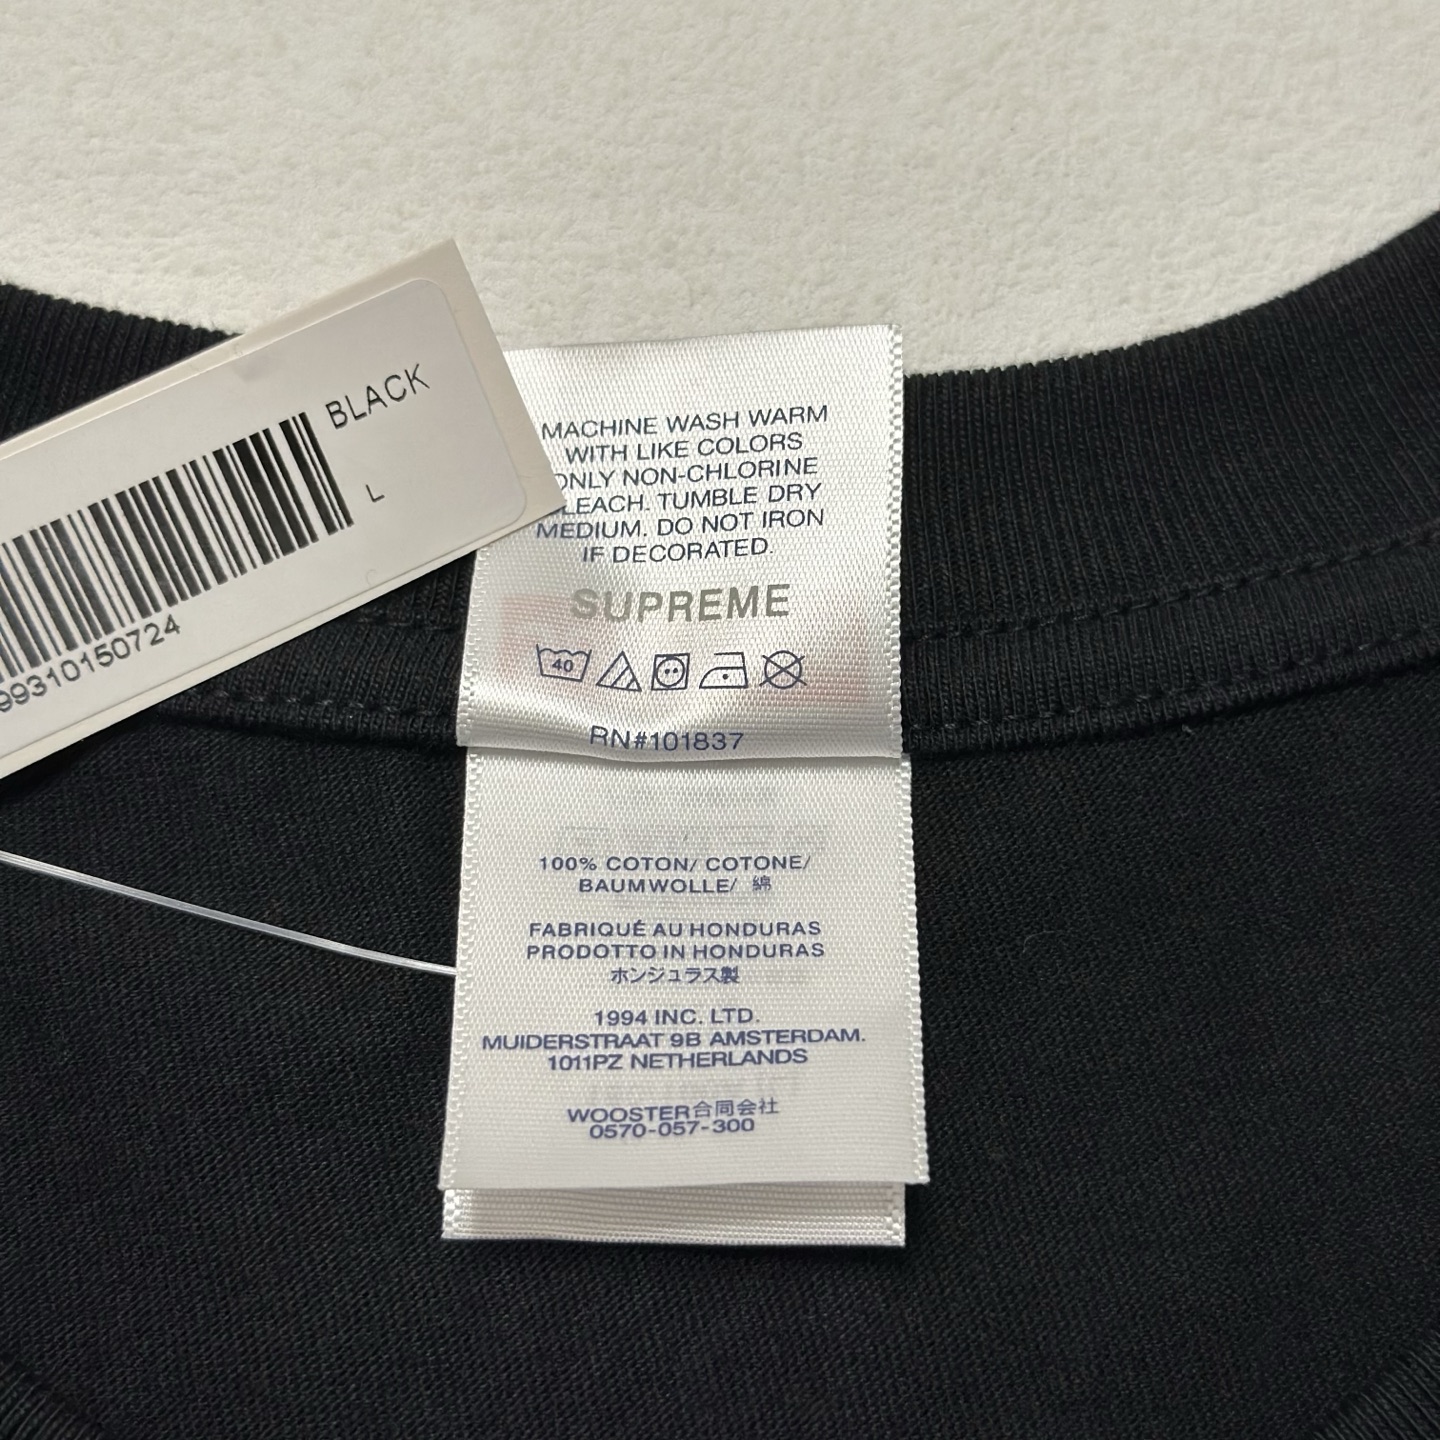 BLACK
L
99310150724
MACHINE WASH WARM
WITH LIKE COLORS
ONLY NON-CHLORINE
BLEACH. TUMBLE DRY
MEDIUM. DO NOT IRON
IF DECORATED.
SUPREME
40
RN#101837
100% COTON/ COTONE/
BAUMWOLLE/ 綿
FABRIQUÉ AU HONDURAS
PRODOTTO IN HONDURAS
ホンジュラス製
1994 INC. LTD.
MUIDERSTRAAT 9B AMSTERDAM.
1011PZ NETHERLANDS
WOOSTER合同会社
0570-057-300